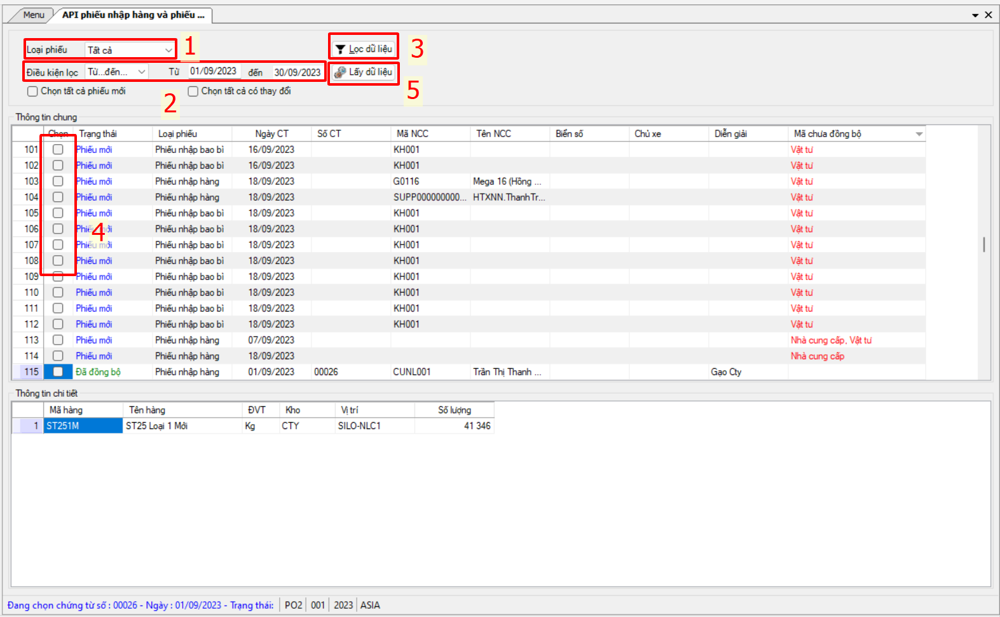 Menu API phiếu nhập hàng và phiếu ...
Loại phiếu Tất cả 1 Lọc dữ liệu 3
Điều kiện lọc Từ...đến... Từ 01/09/2023 đến 30/09/2023 Lấy dữ liệu 5
Chọn tất cả phiếu mới 2 Chọn tất cả có thay đổi
Thông tin chung
Chọn Trạng thái Loại phiếu Ngày CT Số CT Mã NCC Tên NCC Biển số Chủ xe Diễn giải Mã chưa đồng bộ
101 Phiếu mới Phiếu nhập bao bì 16/09/2023 KH001 Vật tư
102 Phiếu mới Phiếu nhập bao bì 16/09/2023 KH001 Vật tư
103 Phiếu mới Phiếu nhập hàng 18/09/2023 G0116 Mega 16 (Hồng ... Vật tư
104 Phiếu mới Phiếu nhập hàng 18/09/2023 SUPP000000000... HTXNN.ThanhTr... Vật tư
105 Phiếu mới Phiếu nhập bao bì 18/09/2023 KH001 Vật tư
106 Phiếu mới Phiếu nhập bao bì 18/09/2023 KH001 Vật tư
4
107 Phiếu mới Phiếu nhập bao bì 18/09/2023 KH001 Vật tư
108 Phiếu mới Phiếu nhập bao bì 18/09/2023 KH001 Vật tư
109 Phiếu mới Phiếu nhập bao bì 18/09/2023 KH001 Vật tư
110 Phiếu mới Phiếu nhập bao bì 18/09/2023 KH001 Vật tư
111 Phiếu mới Phiếu nhập bao bì 18/09/2023 KH001 Vật tư
112 Phiếu mới Phiếu nhập bao bì 18/09/2023 KH001 Vật tư
113 Phiếu mới Phiếu nhập hàng 07/09/2023 Nhà cung cấp, Vật tư
114 Phiếu mới Phiếu nhập hàng 18/09/2023 Nhà cung cấp
115 Đã đồng bộ Phiếu nhập hàng 01/09/2023 00026 CUNL001 Trần Thị Thanh ... Gạo Cty
Thông tin chi tiết
Mã hàng Tên hàng ĐVT Kho Vị trí Số lượng
1 ST251M ST25 Loại 1 Mới Kg CTY SILO-NLC1 41 346
Đang chọn chứng từ số : 00026 - Ngày : 01/09/2023 - Trạng thái: PO2 001 2023 ASIA